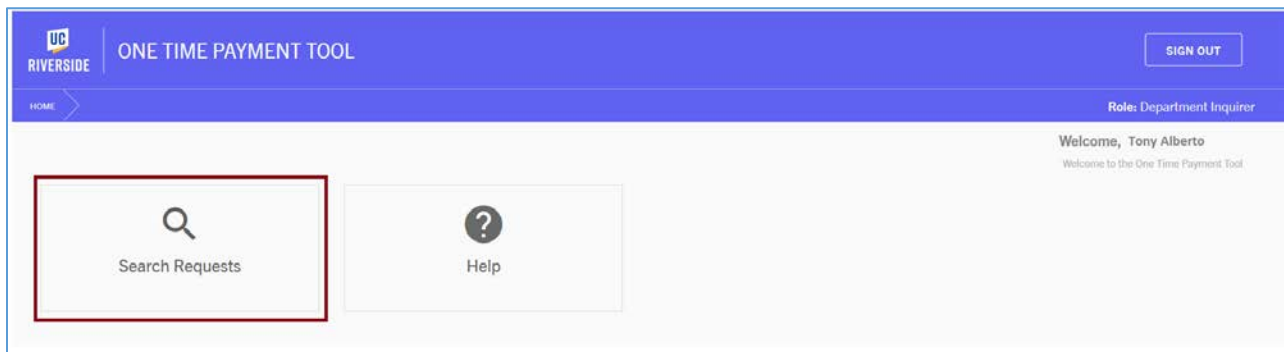 UC
RIVERSIDE
ONE TIME PAYMENT TOOL
SIGN OUT
HOME
Role: Department Inquirer
Welcome, Tony Alberto
Welcome to the One Time Payment Tool
Search Requests
Help